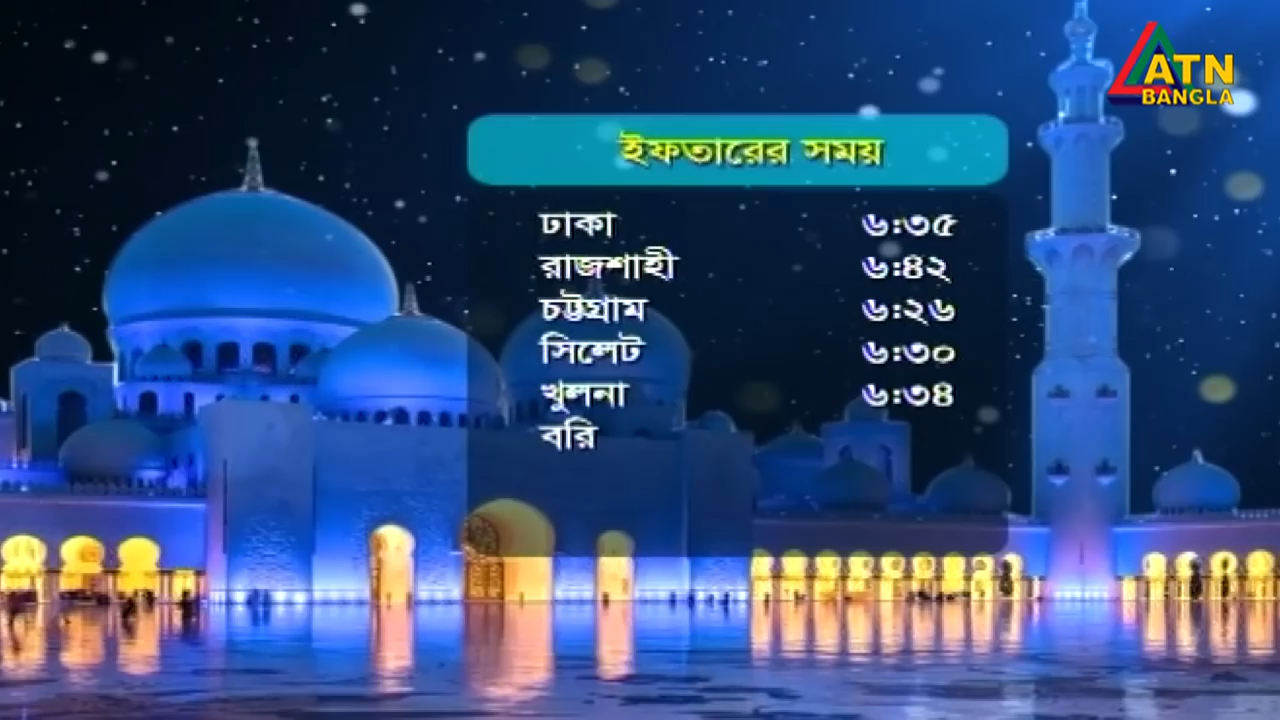 ATN
BANGLA
ইফতারের সময়
ঢাকা ৬:৩৫
রাজশাহী ৬:৪২
চট্টগ্রাম ৬:২৬
সিলেট ৬:৩০
খুলনা ৬:৩৪
বরি